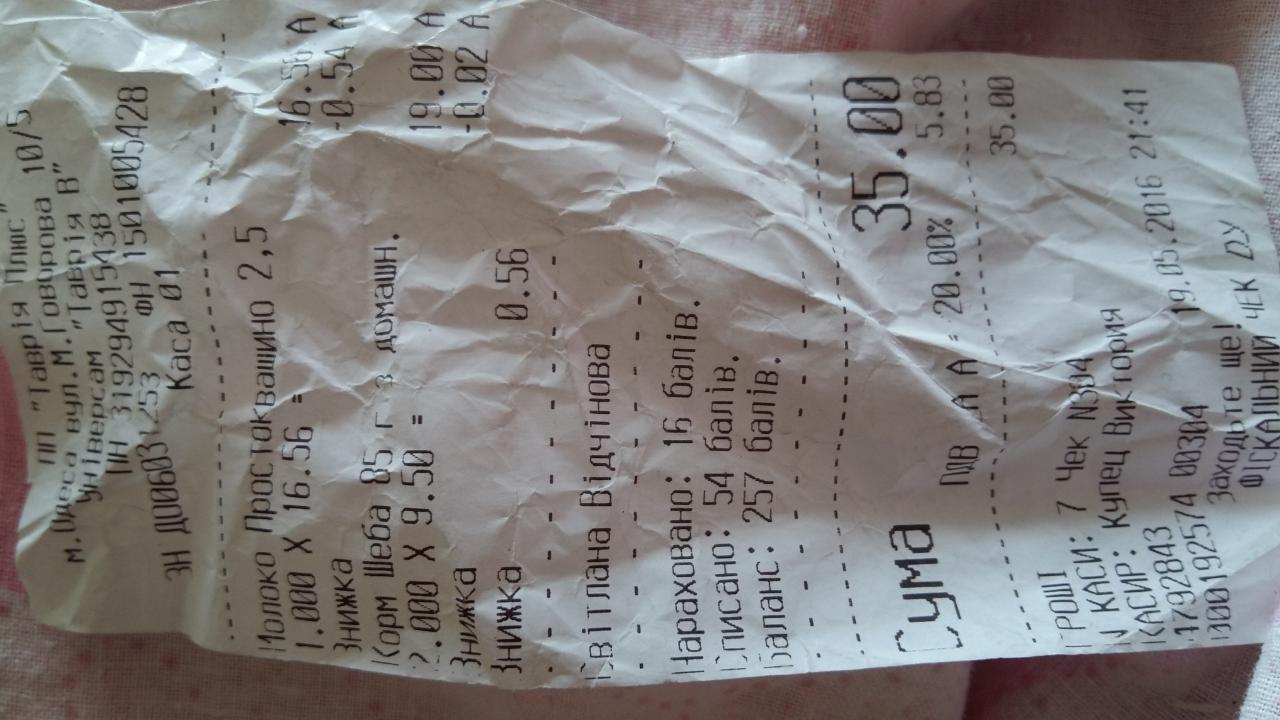 ПП "Таврія Плюс"
м.Одеса вул.М.Говорова 10/5
універсам "Таврія В"
ПН 319294915438
ЗН ДО0603 253 ФН 1501005428
Каса 01
Молоко Простоквашино 2,5
1.000 X 16.56 = 16.56 А
Знижка -0.54 А
Корм Шеба 85 г з домашн.
2.000 X 9.50 = 19.00 А
Знижка -0.02 А
Знижка 0.56
Світлана Відчінова
Нараховано: 16 балів.
Списано: 54 балів.
Баланс: 257 балів.
Сума 35.00
ПДВ А А = 20.00% 5.83
ГРОШІ 35.00
N КАСИ: 7 Чек N304
КАСИР: Купец Виктория
47792843
00304 19.05.2016 21:41
Заходьте ще!
ФІСКАЛЬНИЙ ЧЕК